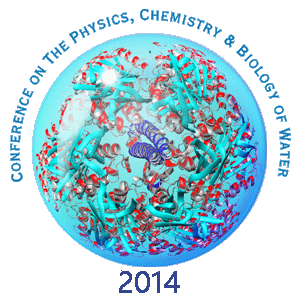 Conference on The Physics, Chemistry & Biology of Water
2014